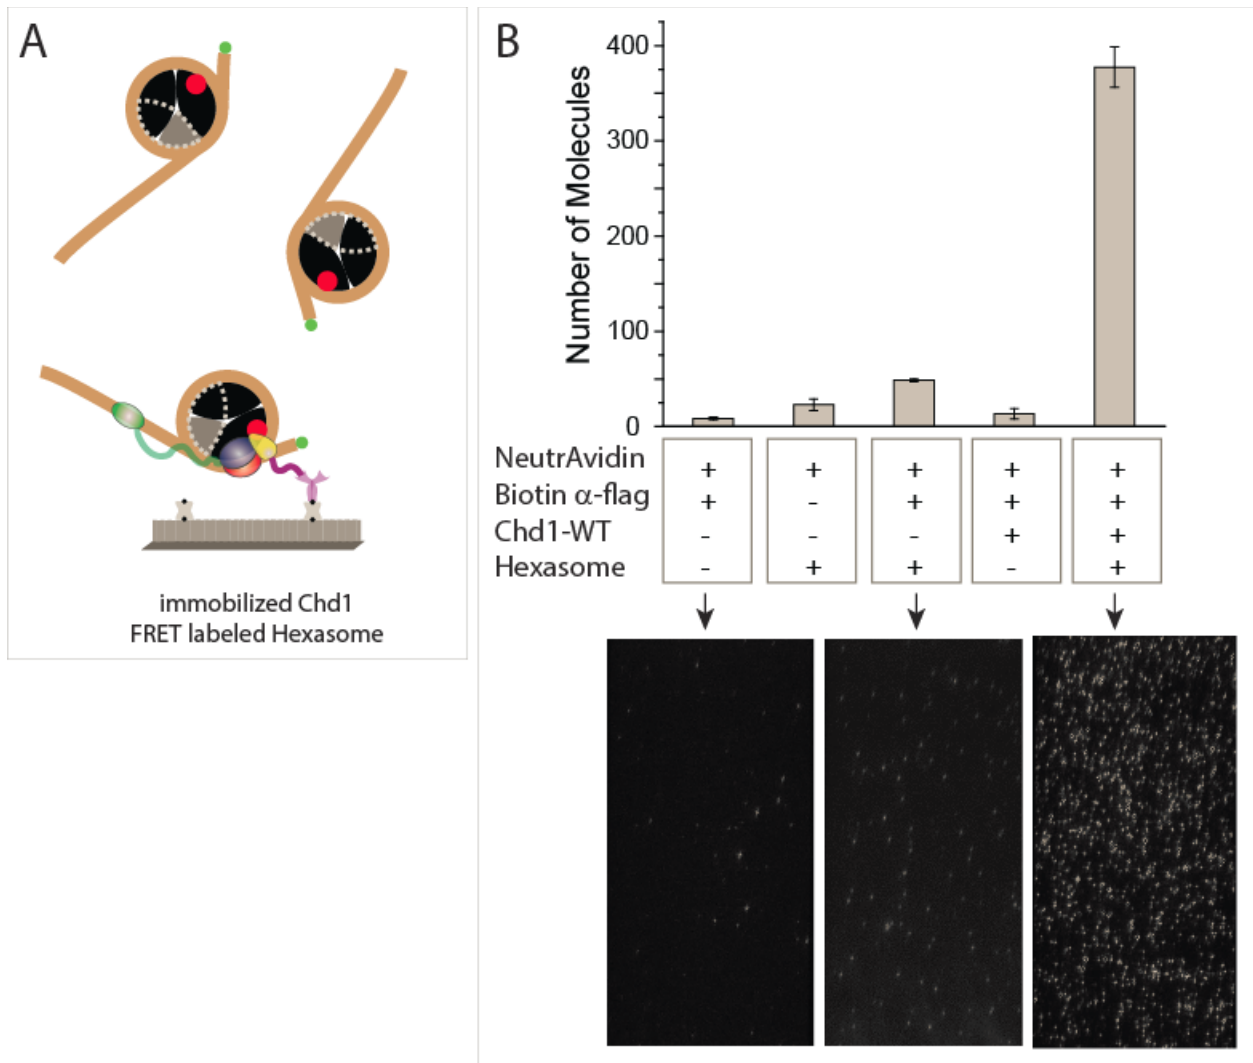 A
immobilized Chd1
FRET labeled Hexasome
B
Number of Molecules
400
300
200
100
0
NeutrAvidin + + + + +
Biotin α-flag + - + + +
Chd1-WT - - - + +
Hexasome - + + - +